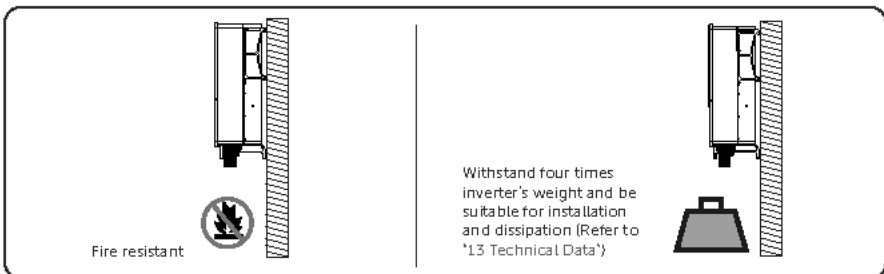 Fire resistant
Withstand four times
inverter's weight and be
suitable for installation
and dissipation (Refer to
"13 Technical Data")